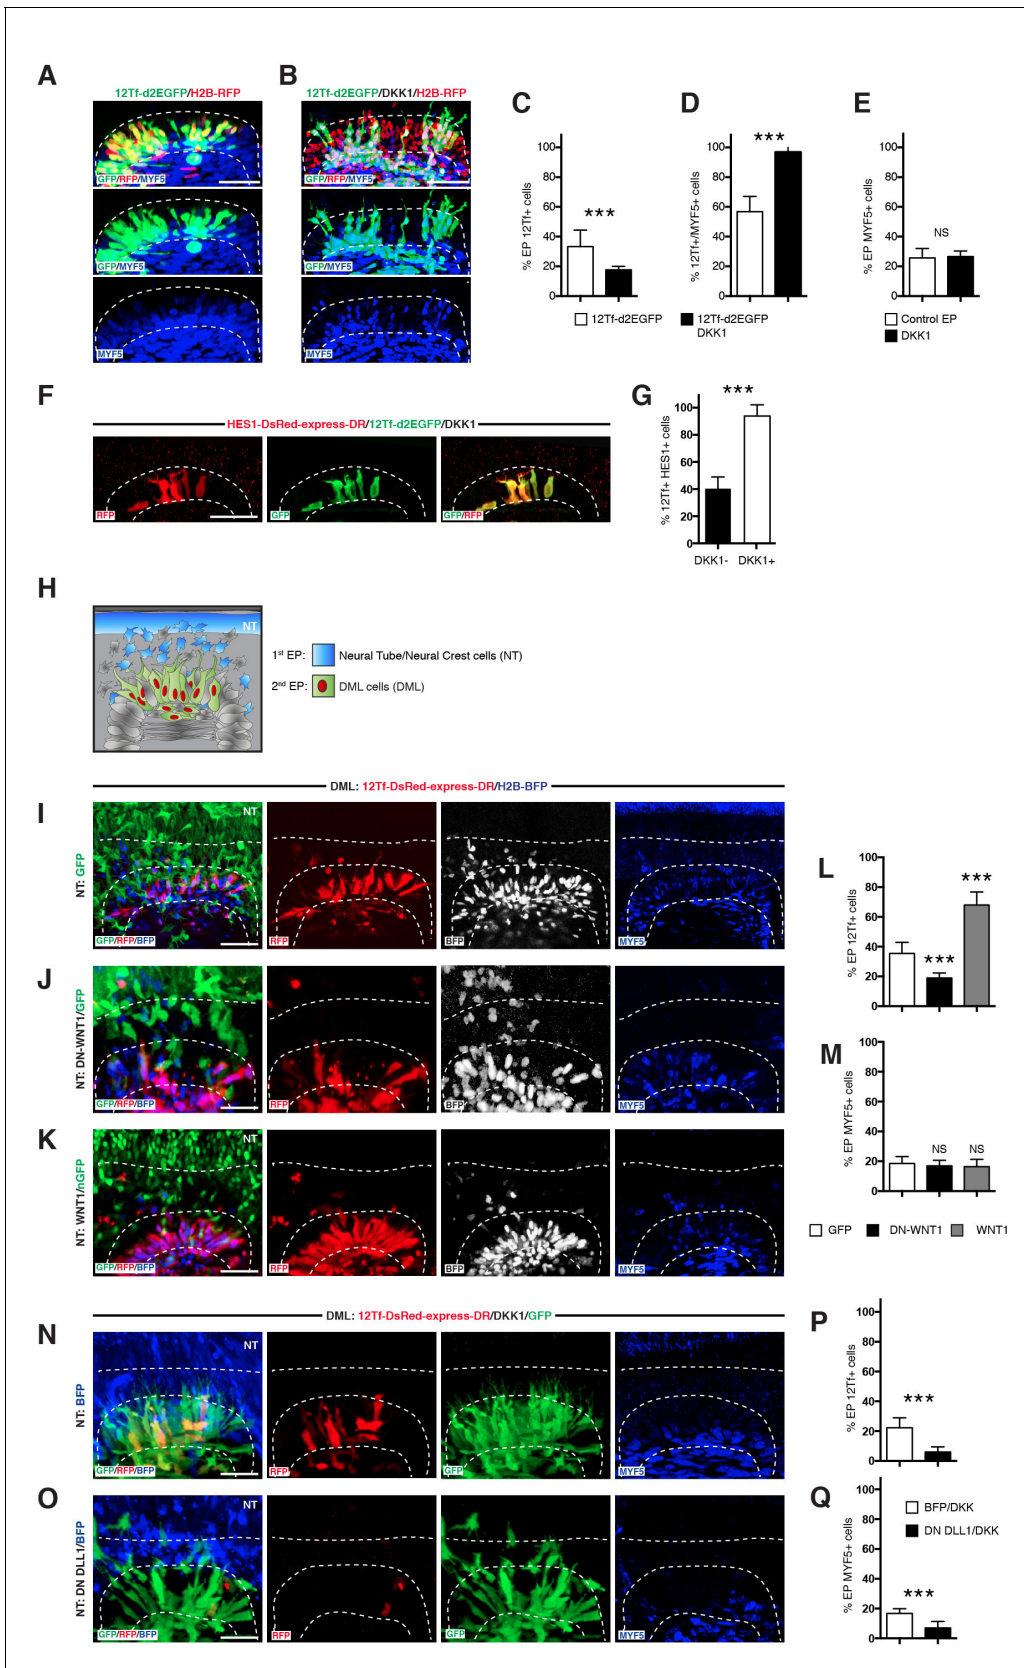 A
12Tf-d2EGFP/H2B-RFP
GFP/RFP/MYF5
GFP/MYF5
MYF5
B
12Tf-d2EGFP/DKK1/H2B-RFP
GFP/RFP/MYF5
GFP/MYF5
MYF5
C
% EP 12Tf+ cells
100
80
60
40
20
0
***
D
% 12Tf+/MYF5+ cells
100
80
60
40
20
0
***
12Tf-d2EGFP
12Tf-d2EGFP
DKK1
E
% EP MYF5+ cells
100
80
60
40
20
0
NS
Control EP
DKK1
F
HES1-DsRed-express-DR/12Tf-d2EGFP/DKK1
RFP
GFP
GFP/RFP
G
% 12Tf+ HES1+ cells
100
80
60
40
20
0
***
DKK1- DKK1+
H
NT
1st EP: Neural Tube/Neural Crest cells (NT)
2nd EP: DML cells (DML)
DML: 12Tf-DsRed-express-DR/H2B-BFP
I
NT: GFP
NT
GFP/RFP/BFP
RFP
BFP
MYF5
J
NT: DN-WNT1/GFP
NT
GFP/RFP/BFP
RFP
BFP
MYF5
K
NT: WNT1/nGFP
NT
GFP/RFP/BFP
RFP
BFP
MYF5
L
% EP 12Tf+ cells
100
80
60
40
20
0
***
***
M
% EP MYF5+ cells
100
80
60
40
20
0
NS
NS
GFP DN-WNT1 WNT1
DML: 12Tf-DsRed-express-DR/DKK1/GFP
N
NT: BFP
NT
GFP/RFP/BFP
RFP
GFP
MYF5
O
NT: DN DLL1/BFP
NT
GFP/RFP/BFP
RFP
GFP
MYF5
P
% EP 12Tf+ cells
100
80
60
40
20
0
***
Q
% EP MYF5+ cells
100
80
60
40
20
0
***
BFP/DKK
DN DLL1/DKK